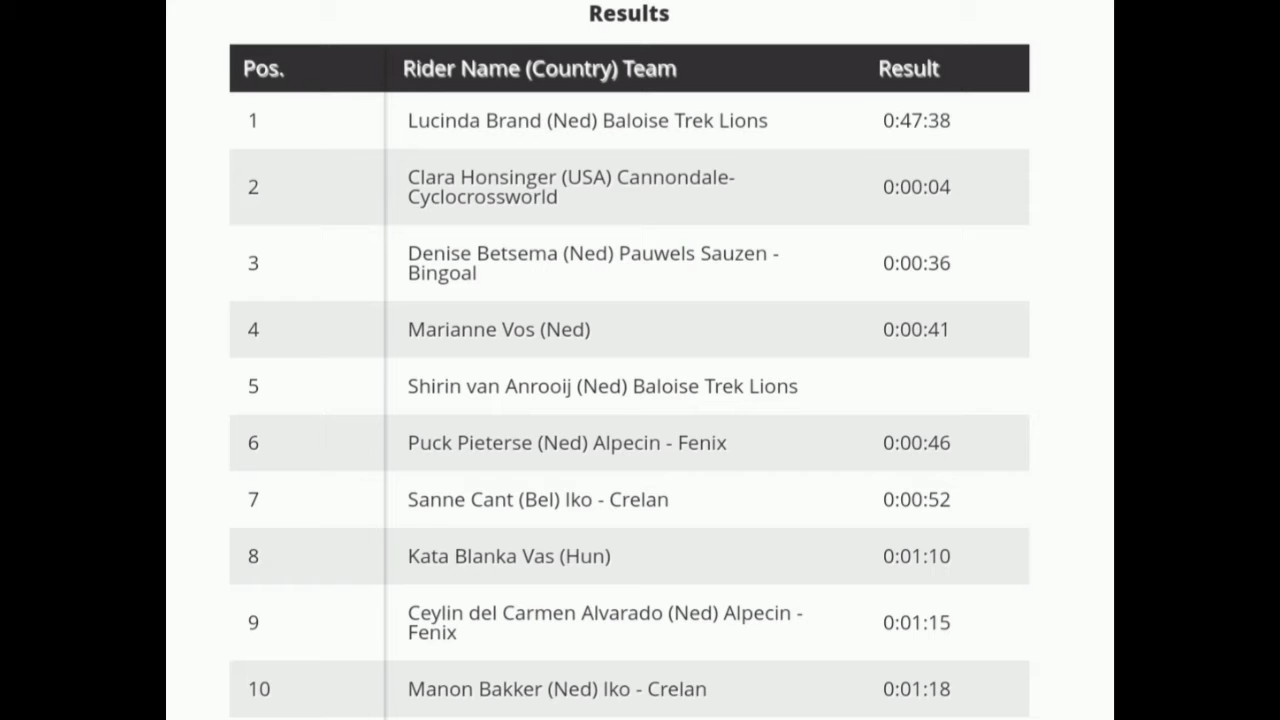 Results
Pos. Rider Name (Country) Team Result
1 Lucinda Brand (Ned) Baloise Trek Lions 0:47:38
2 Clara Honsinger (USA) Cannondale-
Cyclocrossworld 0:00:04
3 Denise Betsema (Ned) Pauwels Sauzen -
Bingoal 0:00:36
4 Marianne Vos (Ned) 0:00:41
5 Shirin van Anrooij (Ned) Baloise Trek Lions
6 Puck Pieterse (Ned) Alpecin - Fenix 0:00:46
7 Sanne Cant (Bel) Iko - Crelan 0:00:52
8 Kata Blanka Vas (Hun) 0:01:10
9 Ceylin del Carmen Alvarado (Ned) Alpecin -
Fenix 0:01:15
10 Manon Bakker (Ned) Iko - Crelan 0:01:18